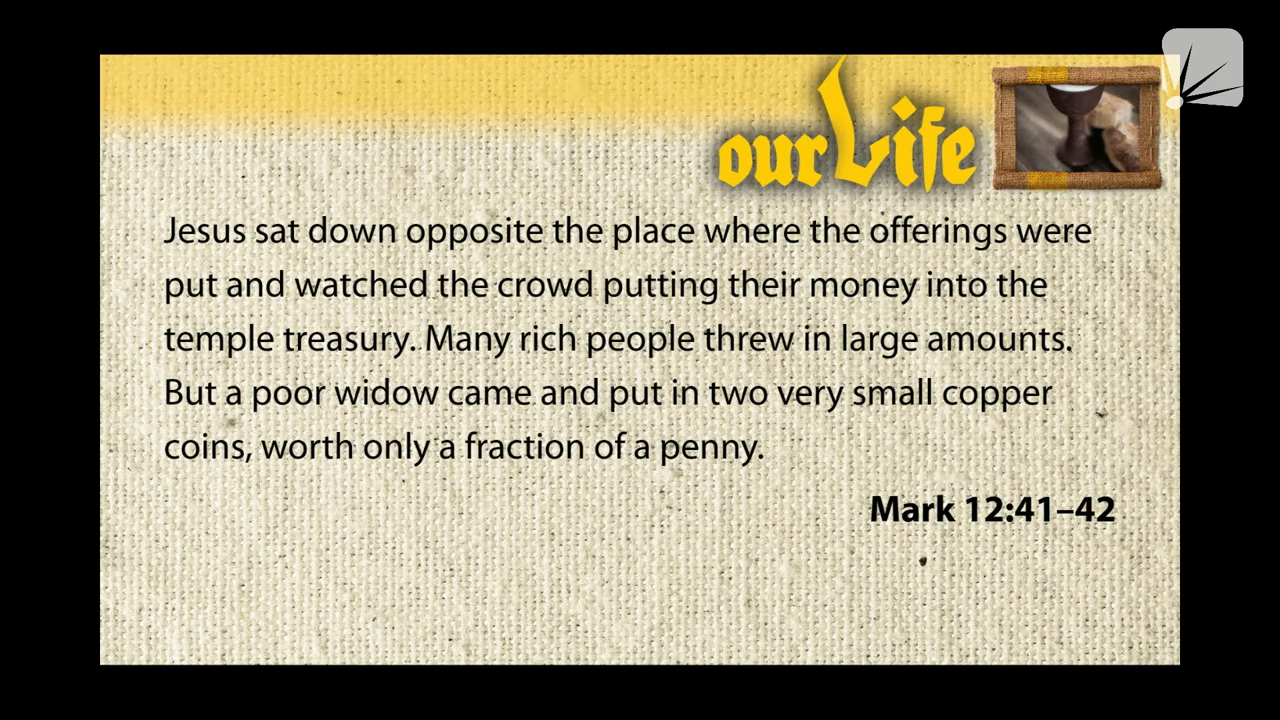 ourLife
Jesus sat down opposite the place where the offerings were
put and watched the crowd putting their money into the
temple treasury. Many rich people threw in large amounts.
But a poor widow came and put in two very small copper
coins, worth only a fraction of a penny.
Mark 12:41–42